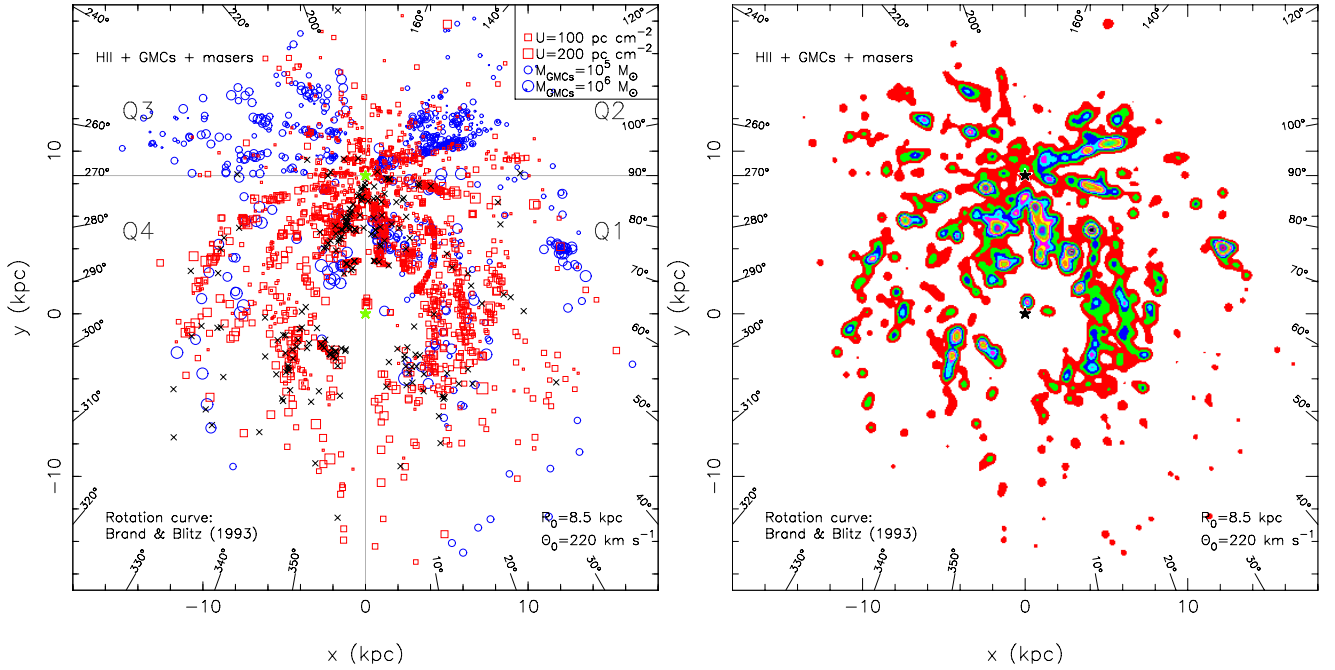 240°
220°
200°
160°
140°
120°
HII + GMCs + masers
U=100 pc cm⁻²
U=200 pc cm⁻²
M_GMCs=10⁵ M_⊙
M_GMCs=10⁶ M_⊙
Q3
Q2
260°
100°
10
270°
90°
280°
80°
Q4
Q1
290°
70°
y (kpc)
0
300°
60°
310°
50°
−10
320°
40°
Rotation curve:
Brand & Blitz (1993)
R₀=8.5 kpc
Θ₀=220 km s⁻¹
330°
340°
350°
10°
20°
30°
−10
0
10
x (kpc)
240°
220°
200°
160°
140°
120°
HII + GMCs + masers
260°
100°
10
270°
90°
280°
80°
290°
70°
y (kpc)
0
300°
60°
310°
50°
−10
320°
40°
Rotation curve:
Brand & Blitz (1993)
R₀=8.5 kpc
Θ₀=220 km s⁻¹
330°
340°
350°
10°
20°
30°
−10
0
10
x (kpc)